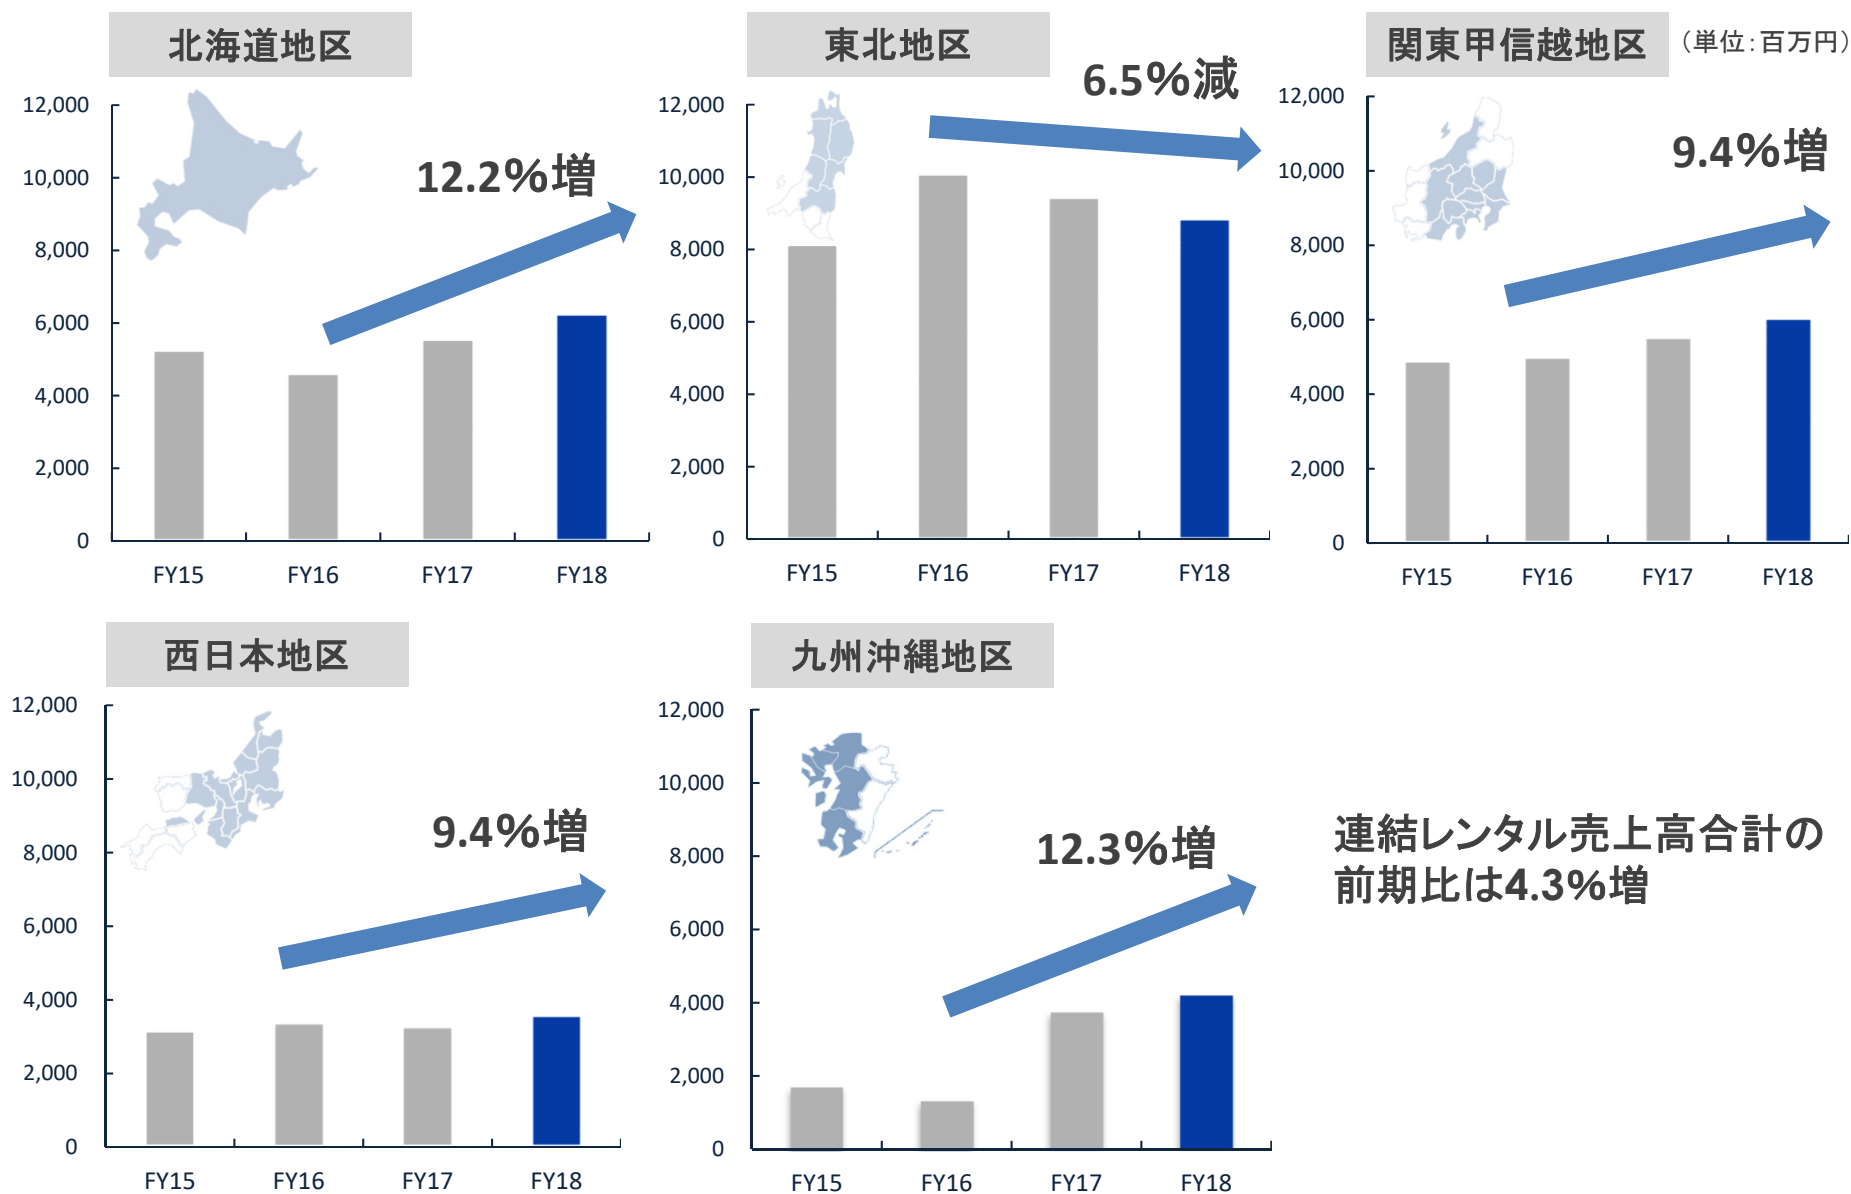 北海道地区
12.2%増
12,000
10,000
8,000
6,000
4,000
2,000
0
FY15 FY16 FY17 FY18
東北地区
6.5%減
12,000
10,000
8,000
6,000
4,000
2,000
0
FY15 FY16 FY17 FY18
関東甲信越地区
（単位：百万円）
9.4%増
12,000
10,000
8,000
6,000
4,000
2,000
0
FY15 FY16 FY17 FY18
西日本地区
9.4%増
12,000
10,000
8,000
6,000
4,000
2,000
0
FY15 FY16 FY17 FY18
九州沖縄地区
12.3%増
12,000
10,000
8,000
6,000
4,000
2,000
0
FY15 FY16 FY17 FY18
連結レンタル売上高合計の
前期比は4.3%増